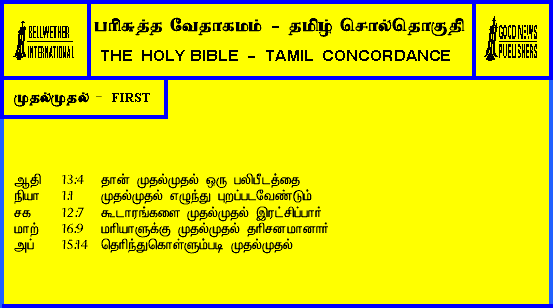 BELLWETHER
INTERNATIONAL
பரிசுத்த வேதாகமம் - தமிழ் சொல்தொகுதி
THE HOLY BIBLE - TAMIL CONCORDANCE
GOOD NEWS
PUBLISHERS
முதல்முதல் - FIRST
ஆதி 13:4 தான் முதல்முதல் ஒரு பலிபீடத்தை
நியா 1:1 முதல்முதல் எழுந்து புறப்படவேண்டும்
சக 12:7 கூடாரங்களை முதல்முதல் இரட்சிப்பார்
மாற் 16:9 மரியாளுக்கு முதல்முதல் தரிசனமானார்
அப் 15:14 தெரிந்துகொள்ளும்படி முதல்முதல்